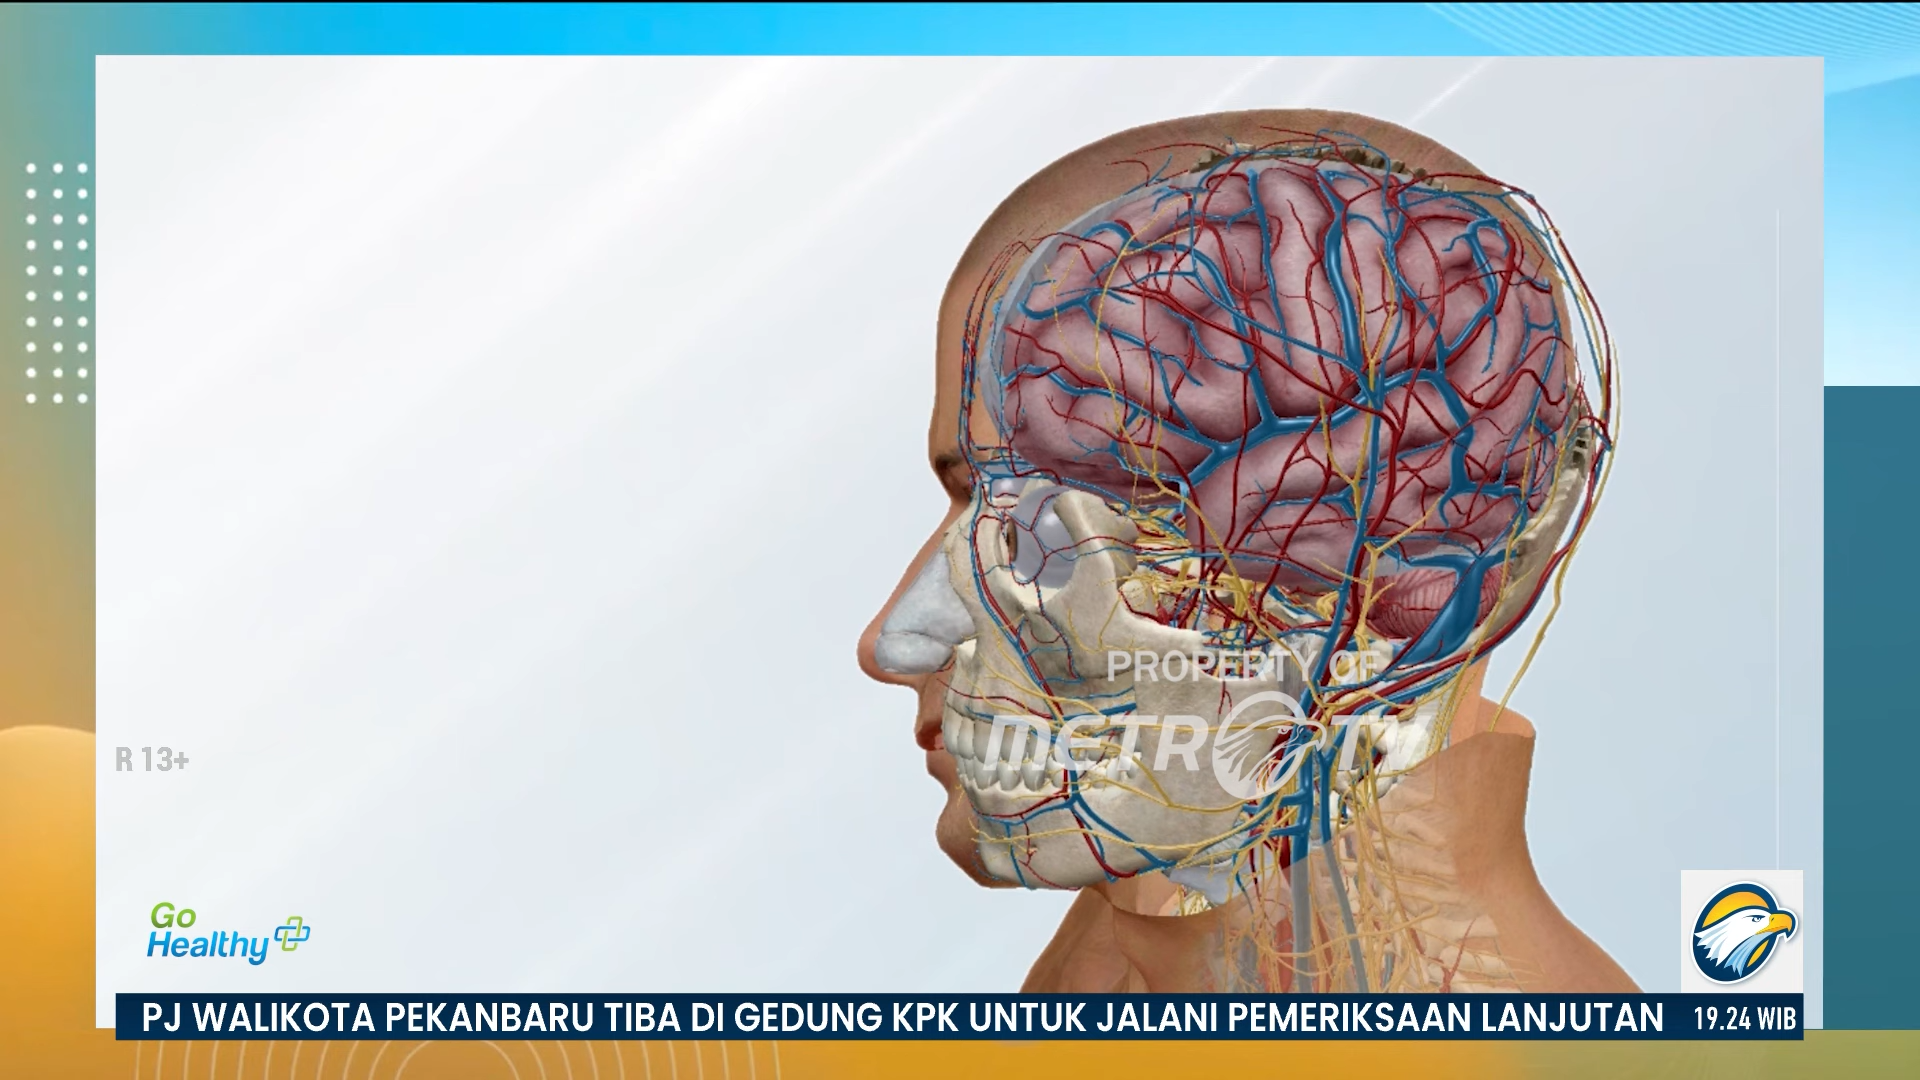 PROPERTY OF
METRO TV
R 13+
Go
Healthy
PJ WALIKOTA PEKANBARU TIBA DI GEDUNG KPK UNTUK JALANI PEMERIKSAAN LANJUTAN
19.24 WIB